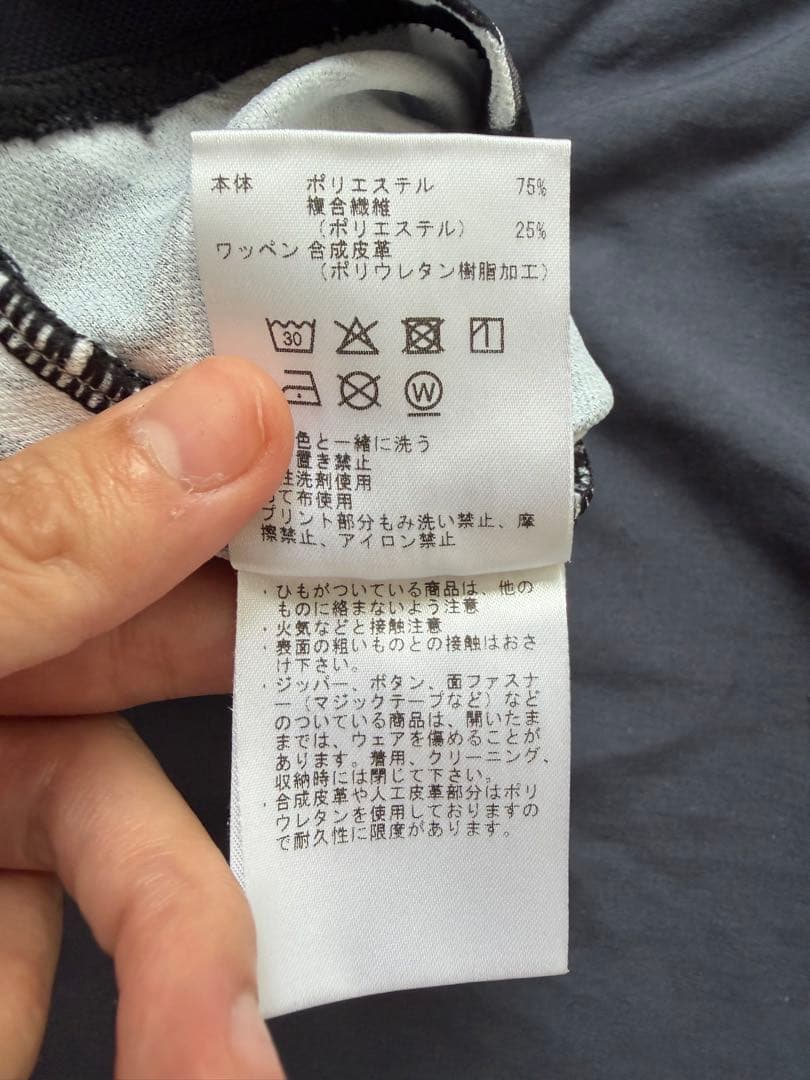 本体 ポリエステル 75%
複合繊維
(ポリエステル) 25%
ワッペン 合成皮革
(ポリウレタン樹脂加工)
30
W
色と一緒に洗う
置き禁止
性洗剤使用
て布使用
プリント部分もみ洗い禁止、摩
擦禁止、アイロン禁止
・ひもがついている商品は、他の
ものに絡まないよう注意
・火気などと接触注意
・表面の粗いものとの接触はおさ
け下さい。
・ジッパー、ボタン、面ファスナ
ー(マジックテープなど)など
のついている商品は、開いたま
までは、ウェアを傷めることが
あります。着用、クリーニング、
収納時には閉じて下さい。
・合成皮革や人工皮革部分はポリ
ウレタンを使用しておりますの
で耐久性に限度があります。